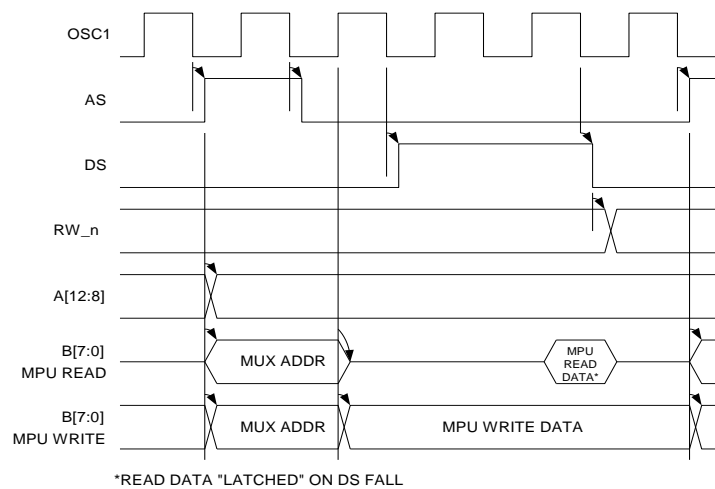 OSC1
AS
DS
RW_n
A[12:8]
B[7:0]
MPU READ
MUX ADDR
MPU
READ
DATA*
B[7:0]
MPU WRITE
MUX ADDR
MPU WRITE DATA
*READ DATA "LATCHED" ON DS FALL